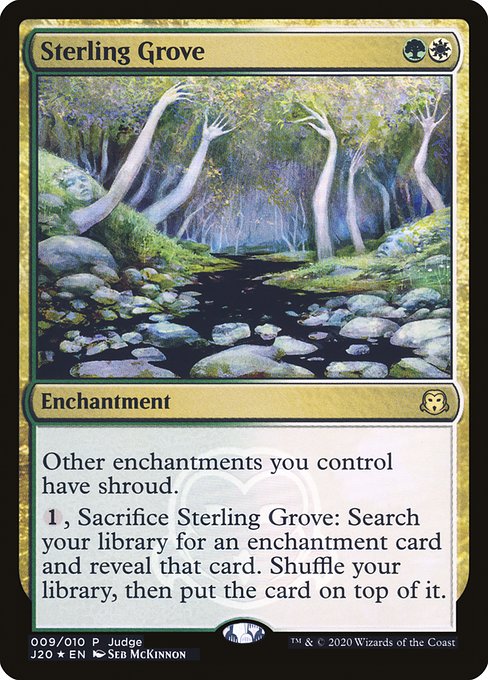 Sterling Grove
Enchantment
Other enchantments you control
have shroud.
1, Sacrifice Sterling Grove: Search
your library for an enchantment card
and reveal that card. Shuffle your
library, then put the card on top of it.
009/010 P Judge
J20 ★ EN Seb McKinnon
™ & © 2020 Wizards of the Coast